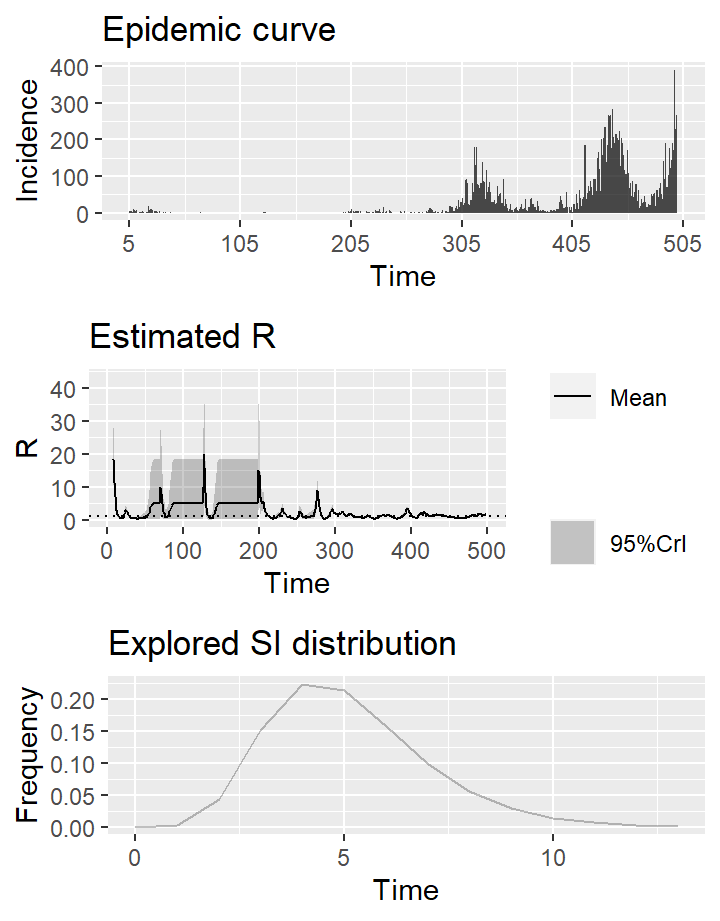 Epidemic curve
Incidence
400
300
200
100
0
5 105 205 305 405 505
Time
Estimated R
R
40
30
20
10
0
0 100 200 300 400 500
Time
Mean
95%CrI
Explored SI distribution
Frequency
0.20
0.15
0.10
0.05
0.00
0 5 10
Time